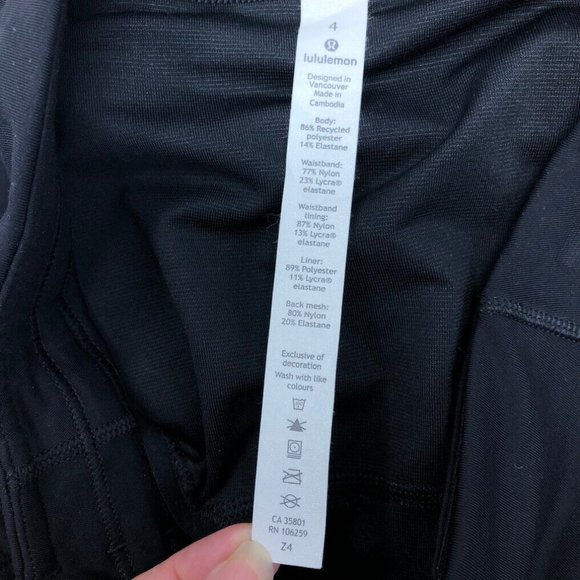 4
lululemon
Designed in
Vancouver
Made in
Cambodia
Body:
86% Recycled
polyester
14% Elastane
Waistband:
77% Nylon
23% Lycra®
elastane
Waistband
lining:
87% Nylon
13% Lycra®
elastane
Liner:
89% Polyester
11% Lycra®
elastane
Back mesh:
80% Nylon
20% Elastane
Exclusive of
decoration
Wash with like
colours
CA 35801
RN 106259
Z4